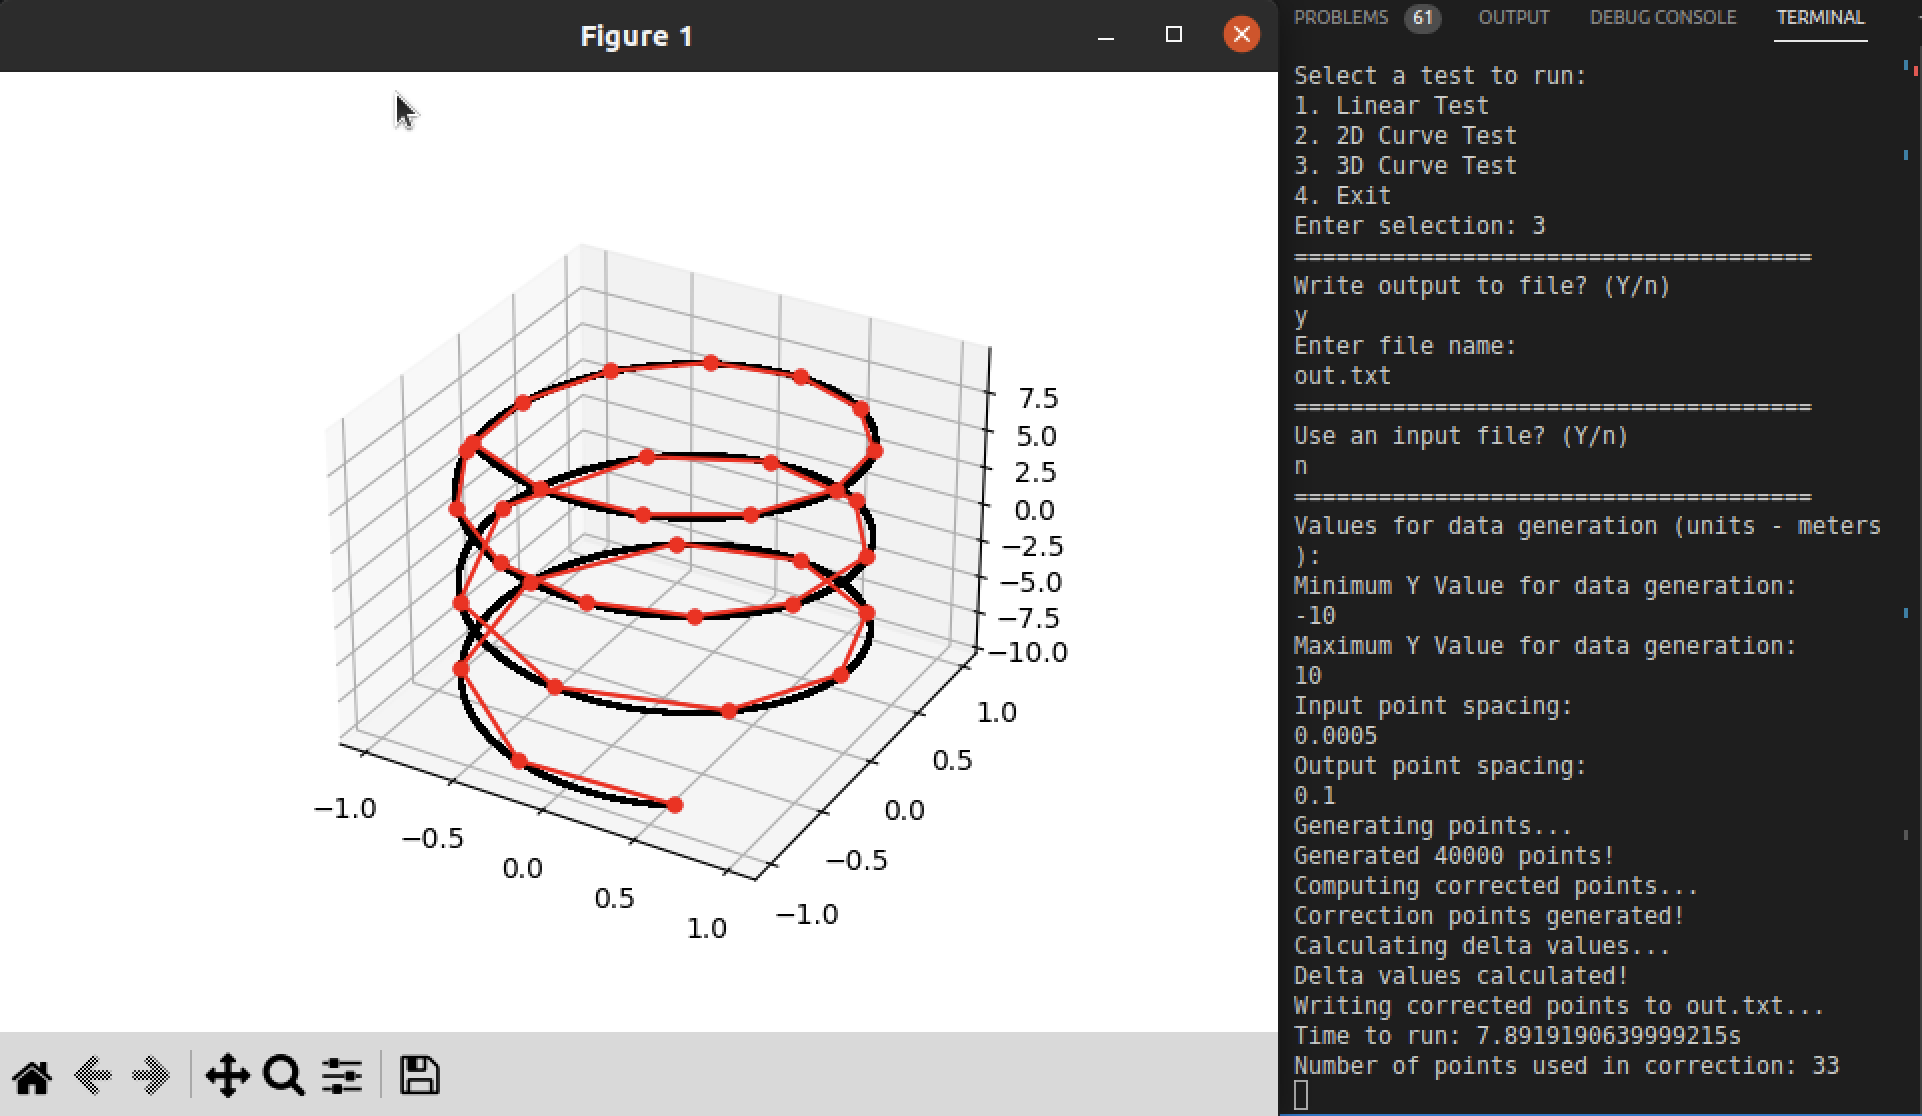 Figure 1
7.5
5.0
2.5
0.0
−2.5
−5.0
−7.5
−10.0
1.0
0.5
0.0
−0.5
−1.0
−1.0
−0.5
0.0
0.5
1.0
PROBLEMS 61 OUTPUT DEBUG CONSOLE TERMINAL
Select a test to run:
1. Linear Test
2. 2D Curve Test
3. 3D Curve Test
4. Exit
Enter selection: 3
=====================================
Write output to file? (Y/n)
y
Enter file name:
out.txt
=====================================
Use an input file? (Y/n)
n
=====================================
Values for data generation (units - meters
):
Minimum Y Value for data generation:
-10
Maximum Y Value for data generation:
10
Input point spacing:
0.0005
Output point spacing:
0.1
Generating points...
Generated 40000 points!
Computing corrected points...
Correction points generated!
Calculating delta values...
Delta values calculated!
Writing corrected points to out.txt...
Time to run: 7.8919190639999215s
Number of points used in correction: 33